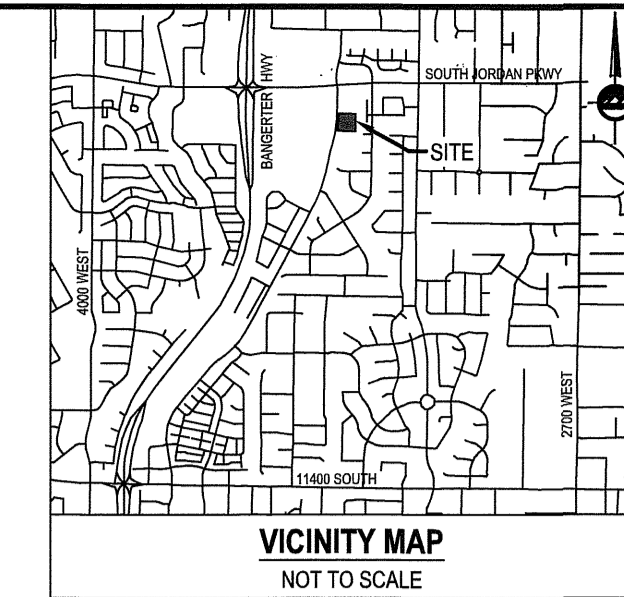 BANGERTER HWY
SOUTH JORDAN PKWY
SITE
4000 WEST
2700 WEST
11400 SOUTH
VICINITY MAP
NOT TO SCALE